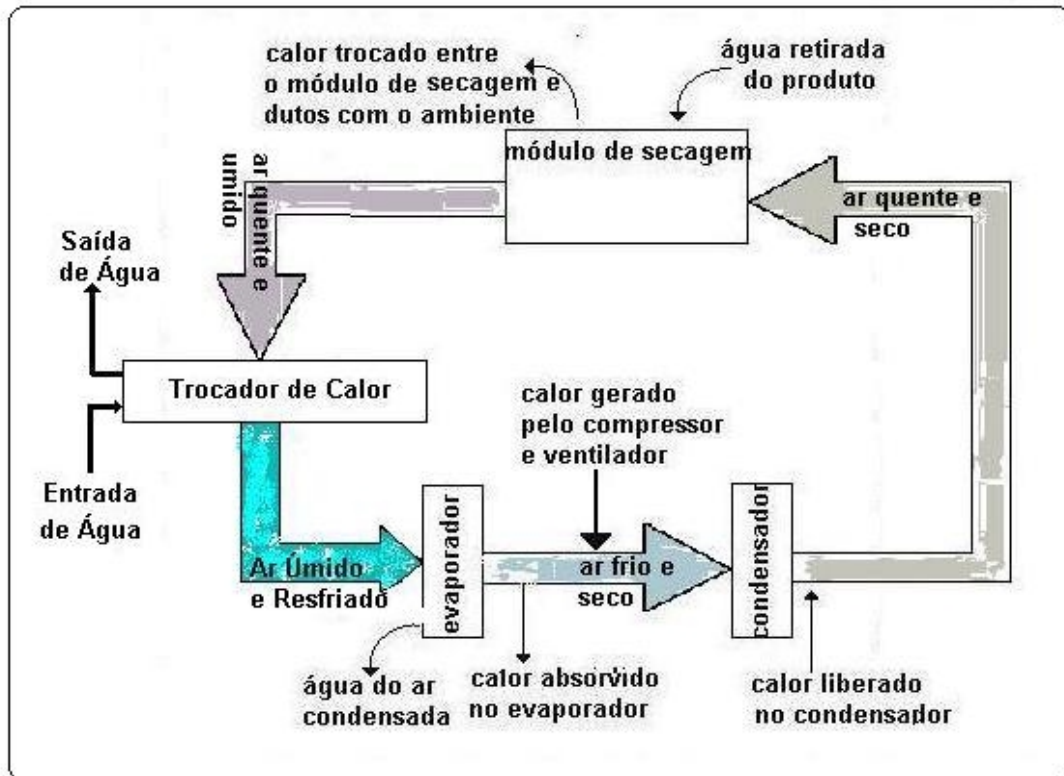 calor trocado entre
o módulo de secagem e
dutos com o ambiente
água retirada
do produto
módulo de secagem
ar quente e
umido
ar quente e
seco
Saída
de Água
Trocador de Calor
Entrada
de Água
calor gerado
pelo compressor
e ventilador
Ar Úmido
e Resfriado
evaporador
ar frio e
seco
condensador
água do ar
condensada
calor absorvido
no evaporador
calor liberado
no condensador